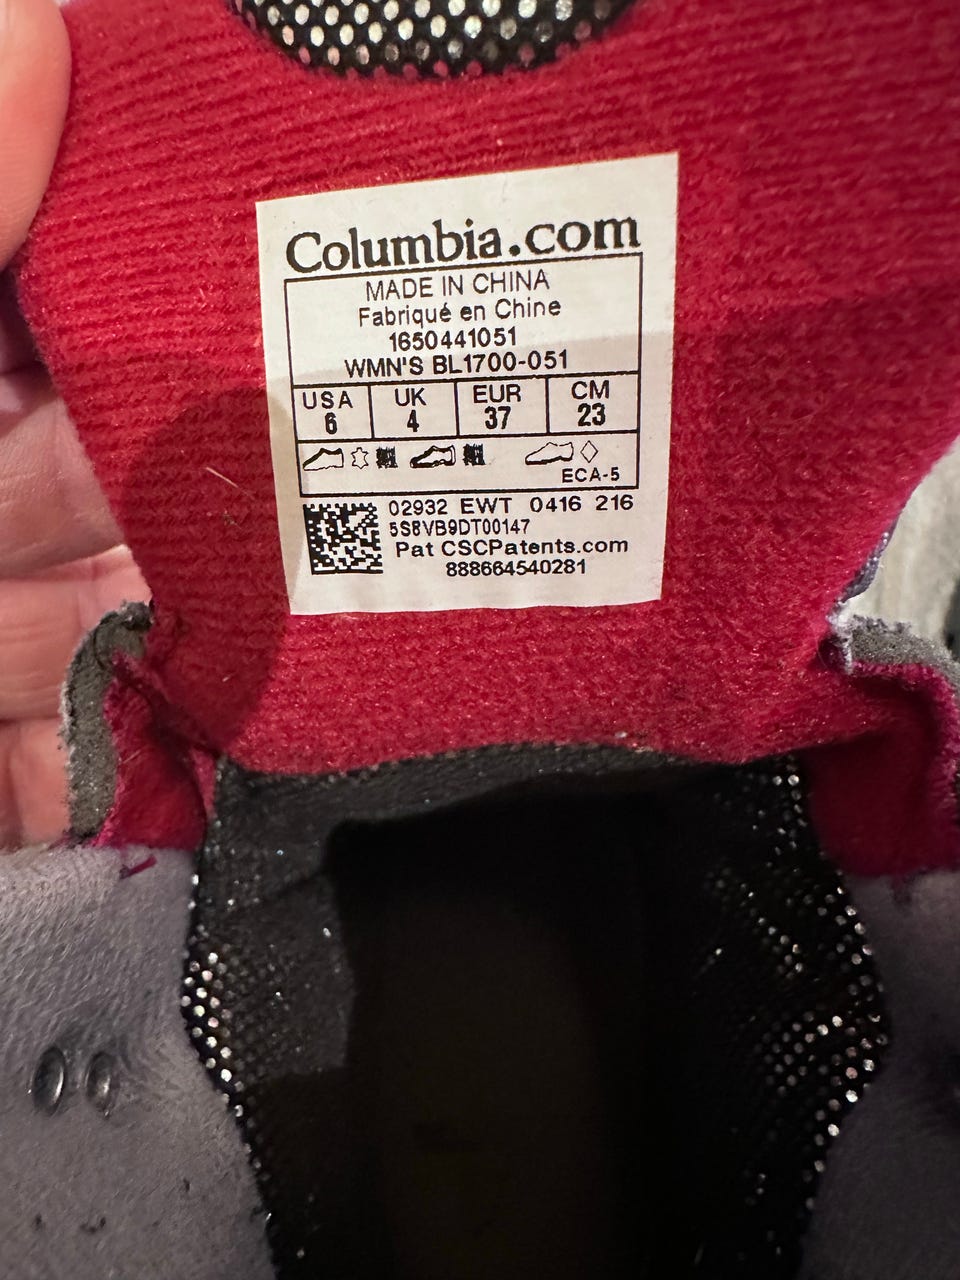 Columbia.com
MADE IN CHINA
Fabriqué en Chine
1650441051
WMN'S BL1700-051
USA UK EUR CM
6 4 37 23
ECA-5
02932 EWT 0416 216
5S8VB9DT00147
Pat CSCPatents.com
888664540281